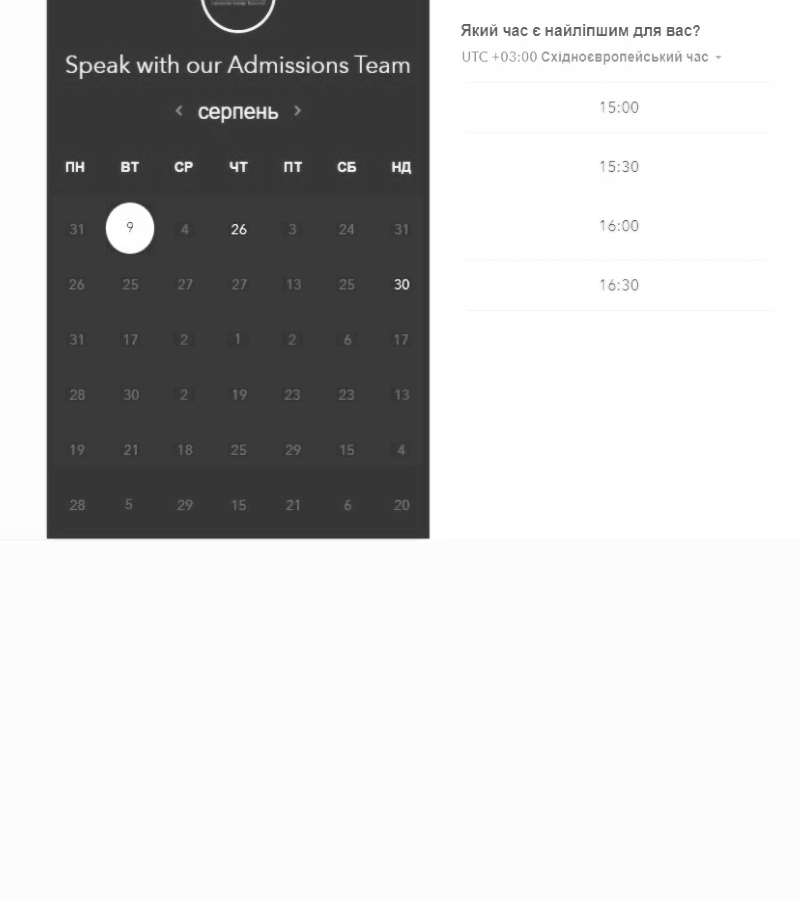 Speak with our Admissions Team
серпень
ПН ВТ СР ЧТ ПТ СБ НД
31 9 4 26 3 24 31
26 25 27 27 13 25 30
31 17 2 1 2 6 17
28 30 2 19 23 23 13
19 21 18 25 29 15 4
28 5 29 15 21 6 20
Який час є найліпшим для вас?
UTC +03:00 Східноєвропейський час
15:00
15:30
16:00
16:30